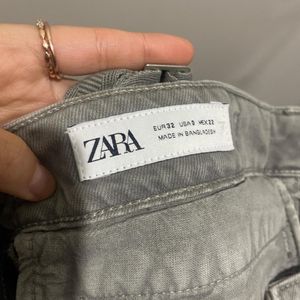 ZARA
EUR 32 USA 0 MEX 22
MADE IN BANGLADESH